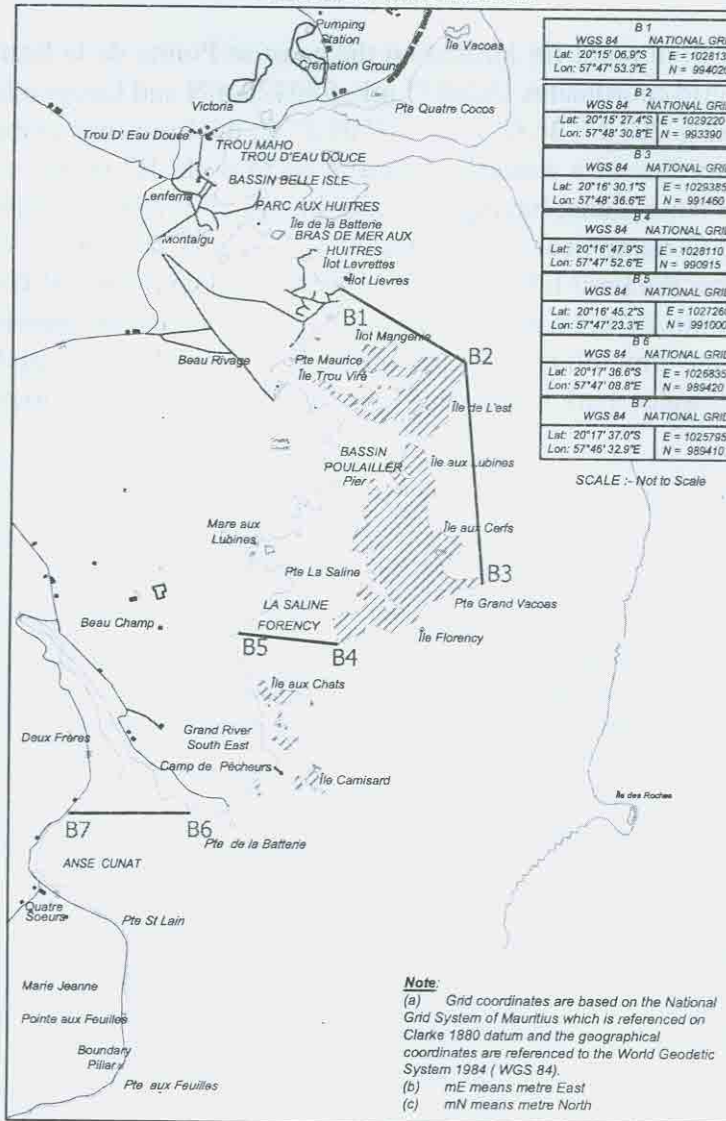 Pumping
Station
Cremation Ground
Île Vacoas
Victoria
Pte Quatre Cocos
Trou D' Eau Douce
TROU MAHO
TROU D'EAU DOUCE
BASSIN BELLE ISLE
Lenferna
PARC AUX HUITRES
Île de la Batterie
Montaigu
BRAS DE MER AUX
HUITRES
Îlot Levrettes
Îlot Lievres
B1
Îlot Mangenie
B2
Beau Rivage
Pte Maurice
Île Trou Vire
Île de L'est
BASSIN
POULAILLER
Pier
Île aux Lubines
Mare aux
Lubines
Île aux Cerfs
Pte La Saline
B3
Pte Grand Vacoas
LA SALINE
Beau Champ
FORENCY
Île Florency
B5
B4
Île aux Chats
Grand River
South East
Deux Frères
Camp de Pècheurs
Île Camisard
Île des Roches
B7
B6
Pte de la Batterie
ANSE CUNAT
Quatre
Soeurs
Pte St Lain
Marie Jeanne
Pointe aux Feuilles
Boundary
Pillar
Pte aux Feuilles
B 1
WGS 84 NATIONAL GRI
Lat: 20°15' 06.9"S E = 102813
Lon: 57°47' 53.3"E N = 99402
B 2
WGS 84 NATIONAL GRI
Lat: 20°15' 27.4"S E = 1029220
Lon: 57°48' 30.8"E N = 993390
B 3
WGS 84 NATIONAL GRI
Lat: 20°16' 30.1"S E = 1029385
Lon: 57°48' 36.6"E N = 991460
B 4
WGS 84 NATIONAL GRI
Lat: 20°16' 47.9"S E = 1028110
Lon: 57°47' 52.6"E N = 990915
B 5
WGS 84 NATIONAL GRI
Lat: 20°16' 45.2"S E = 1027260
Lon: 57°47' 23.3"E N = 991000
B 6
WGS 84 NATIONAL GRI
Lat: 20°17' 36.6"S E = 1026835
Lon: 57°47' 08.8"E N = 989420
B 7
WGS 84 NATIONAL GRI
Lat: 20°17' 37.0"S E = 1025795
Lon: 57°46' 32.9"E N = 989410
SCALE :- Not to Scale
Note:
(a) Grid coordinates are based on the National
Grid System of Mauritius which is referenced on
Clarke 1880 datum and the geographical
coordinates are referenced to the World Geodetic
System 1984 ( WGS 84).
(b) mE means metre East
(c) mN means metre North